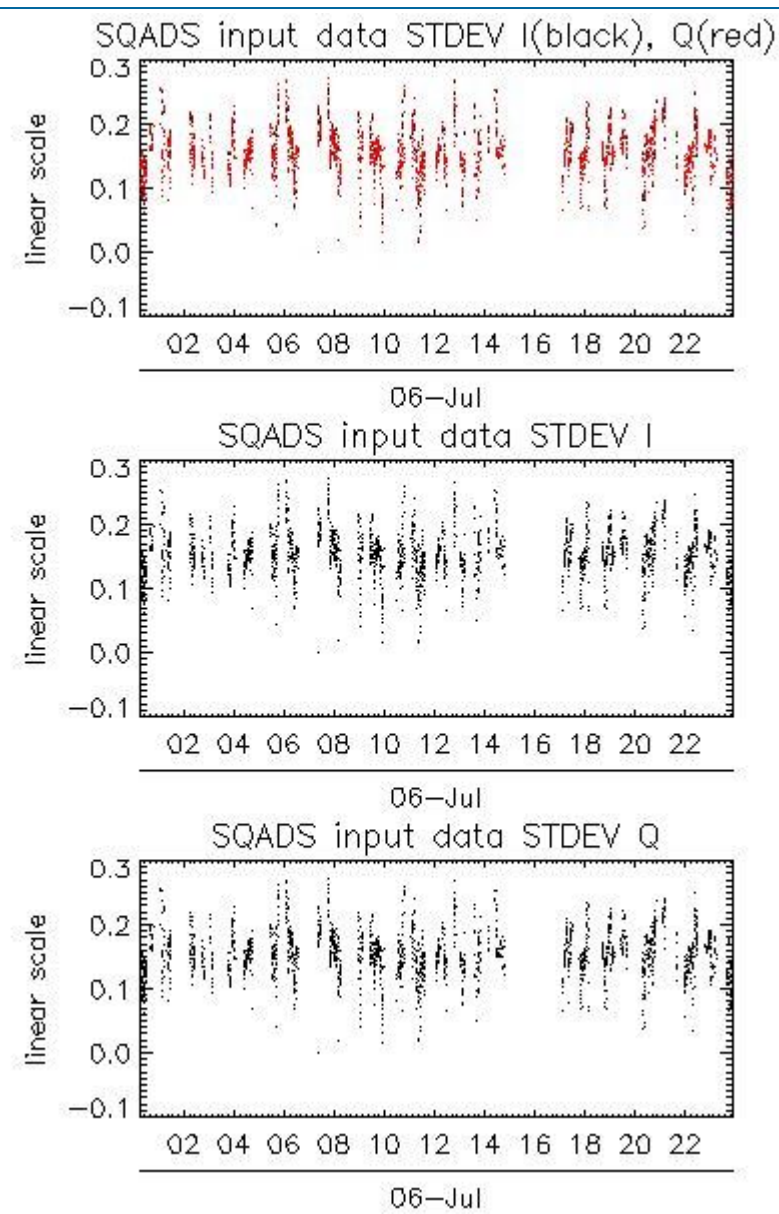 SQADS input data STDEV I(black), Q(red)
0.3
0.2
0.1
0.0
-0.1
linear scale
02 04 06 08 10 12 14 16 18 20 22
06-Jul
SQADS input data STDEV I
0.3
0.2
0.1
0.0
-0.1
linear scale
02 04 06 08 10 12 14 16 18 20 22
06-Jul
SQADS input data STDEV Q
0.3
0.2
0.1
0.0
-0.1
linear scale
02 04 06 08 10 12 14 16 18 20 22
06-Jul